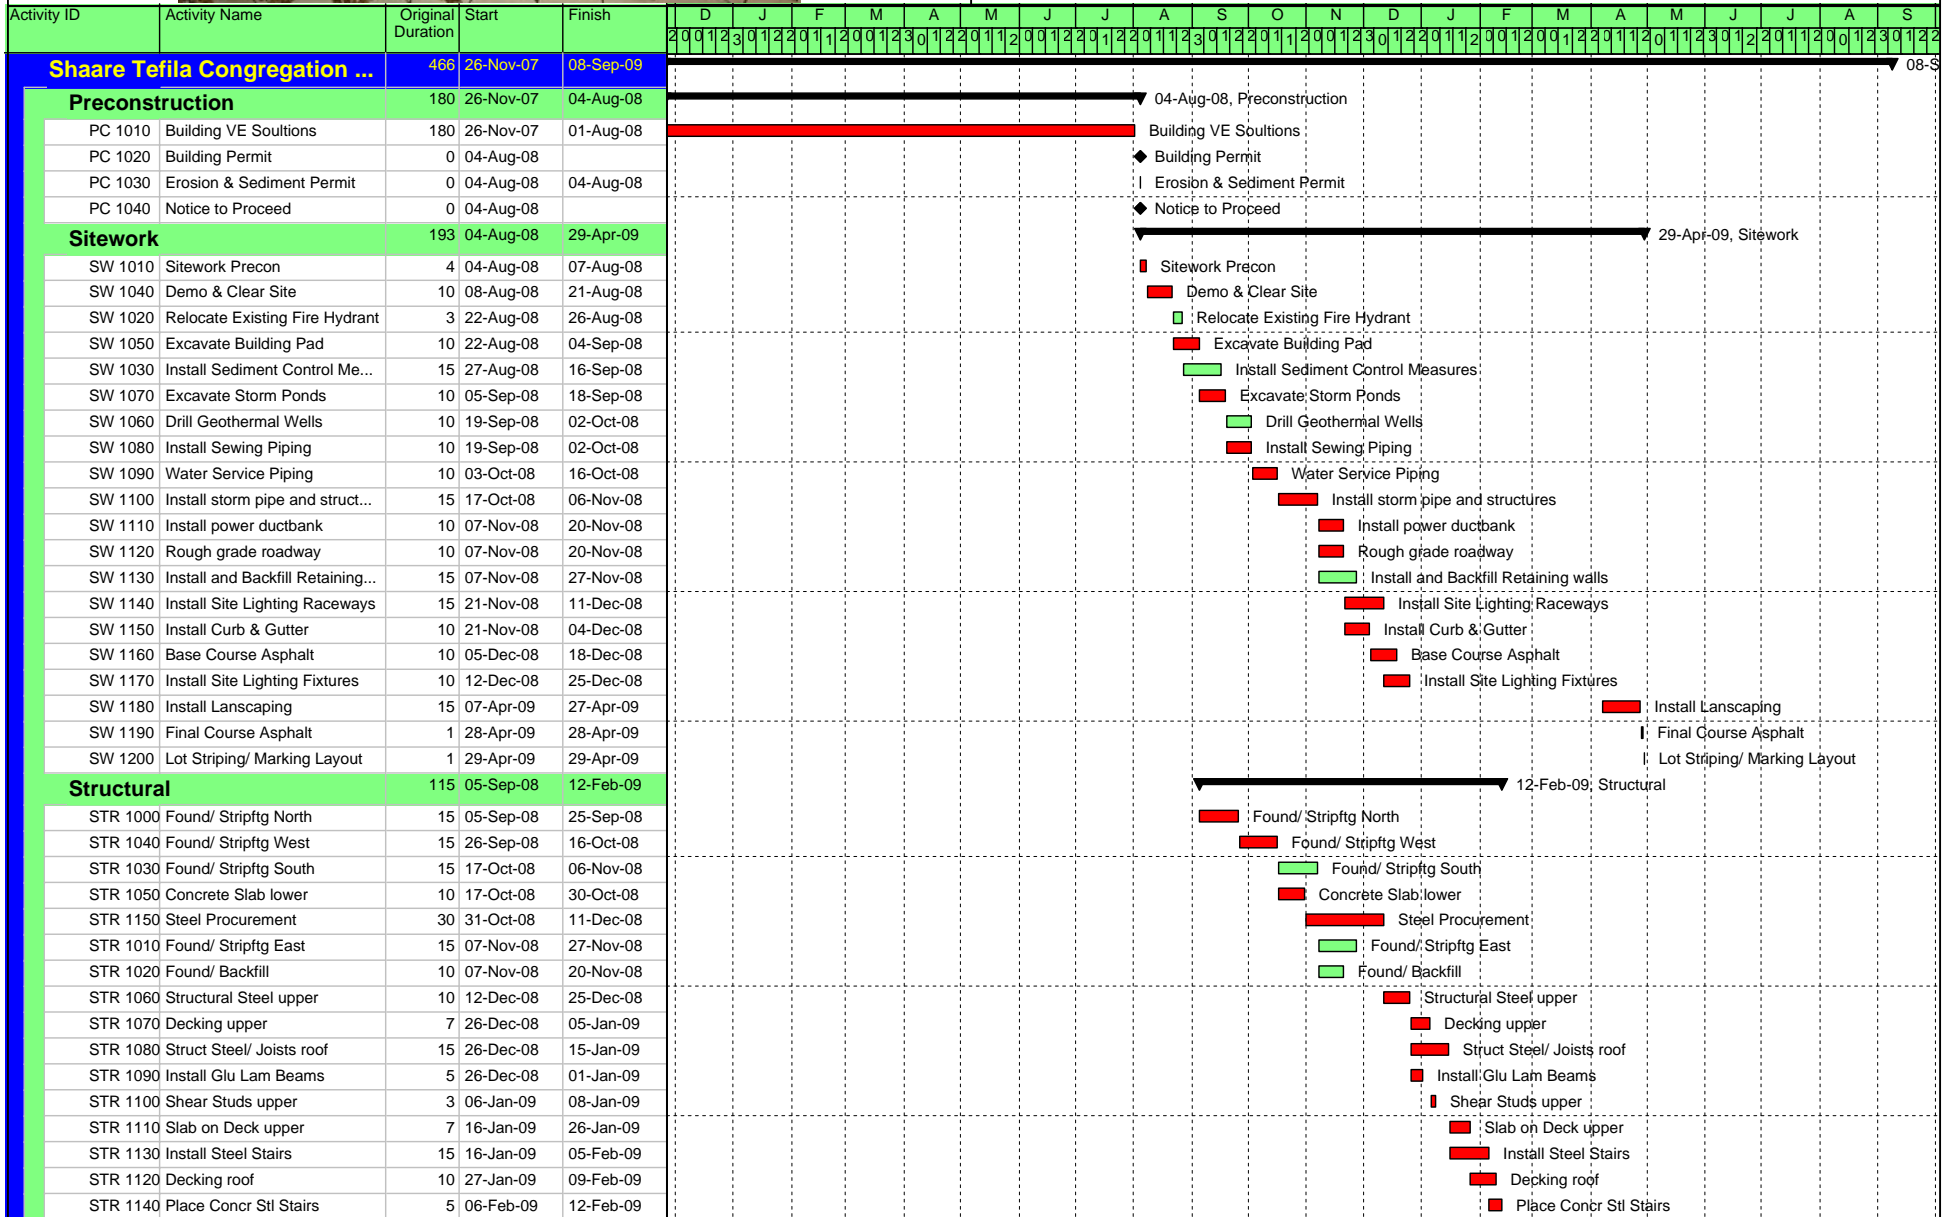 Activity ID Activity Name Original Duration Start Finish D J F M A M J J A S O N D J F M A M J J A S
Shaare Tefila Congregation ... 466 26-Nov-07 08-Sep-09 08-S
Preconstruction 180 26-Nov-07 04-Aug-08 04-Aug-08, Preconstruction
PC 1010 Building VE Soultions 180 26-Nov-07 01-Aug-08 Building VE Soultions
PC 1020 Building Permit 0 04-Aug-08 Building Permit
PC 1030 Erosion & Sediment Permit 0 04-Aug-08 04-Aug-08 Erosion & Sediment Permit
PC 1040 Notice to Proceed 0 04-Aug-08 Notice to Proceed
Sitework 193 04-Aug-08 29-Apr-09 29-Apr-09, Sitework
SW 1010 Sitework Precon 4 04-Aug-08 07-Aug-08 Sitework Precon
SW 1040 Demo & Clear Site 10 08-Aug-08 21-Aug-08 Demo & Clear Site
SW 1020 Relocate Existing Fire Hydrant 3 22-Aug-08 26-Aug-08 Relocate Existing Fire Hydrant
SW 1050 Excavate Building Pad 10 22-Aug-08 04-Sep-08 Excavate Building Pad
SW 1030 Install Sediment Control Me... 15 27-Aug-08 16-Sep-08 Install Sediment Control Measures
SW 1070 Excavate Storm Ponds 10 05-Sep-08 18-Sep-08 Excavate Storm Ponds
SW 1060 Drill Geothermal Wells 10 19-Sep-08 02-Oct-08 Drill Geothermal Wells
SW 1080 Install Sewing Piping 10 19-Sep-08 02-Oct-08 Install Sewing Piping
SW 1090 Water Service Piping 10 03-Oct-08 16-Oct-08 Water Service Piping
SW 1100 Install storm pipe and struct... 15 17-Oct-08 06-Nov-08 Install storm pipe and structures
SW 1110 Install power ductbank 10 07-Nov-08 20-Nov-08 Install power ductbank
SW 1120 Rough grade roadway 10 07-Nov-08 20-Nov-08 Rough grade roadway
SW 1130 Install and Backfill Retaining... 15 07-Nov-08 27-Nov-08 Install and Backfill Retaining walls
SW 1140 Install Site Lighting Raceways 15 21-Nov-08 11-Dec-08 Install Site Lighting Raceways
SW 1150 Install Curb & Gutter 10 21-Nov-08 04-Dec-08 Install Curb & Gutter
SW 1160 Base Course Asphalt 10 05-Dec-08 18-Dec-08 Base Course Asphalt
SW 1170 Install Site Lighting Fixtures 10 12-Dec-08 25-Dec-08 Install Site Lighting Fixtures
SW 1180 Install Lanscaping 15 07-Apr-09 27-Apr-09 Install Lanscaping
SW 1190 Final Course Asphalt 1 28-Apr-09 28-Apr-09 Final Course Asphalt
SW 1200 Lot Striping/ Marking Layout 1 29-Apr-09 29-Apr-09 Lot Striping/ Marking Layout
Structural 115 05-Sep-08 12-Feb-09 12-Feb-09, Structural
STR 1000 Found/ Stripftg North 15 05-Sep-08 25-Sep-08 Found/ Stripftg North
STR 1040 Found/ Stripftg West 15 26-Sep-08 16-Oct-08 Found/ Stripftg West
STR 1030 Found/ Stripftg South 15 17-Oct-08 06-Nov-08 Found/ Stripftg South
STR 1050 Concrete Slab lower 10 17-Oct-08 30-Oct-08 Concrete Slab lower
STR 1150 Steel Procurement 30 31-Oct-08 11-Dec-08 Steel Procurement
STR 1010 Found/ Stripftg East 15 07-Nov-08 27-Nov-08 Found/ Stripftg East
STR 1020 Found/ Backfill 10 07-Nov-08 20-Nov-08 Found/ Backfill
STR 1060 Structural Steel upper 10 12-Dec-08 25-Dec-08 Structural Steel upper
STR 1070 Decking upper 7 26-Dec-08 05-Jan-09 Decking upper
STR 1080 Struct Steel/ Joists roof 15 26-Dec-08 15-Jan-09 Struct Steel/ Joists roof
STR 1090 Install Glu Lam Beams 5 26-Dec-08 01-Jan-09 Install Glu Lam Beams
STR 1100 Shear Studs upper 3 06-Jan-09 08-Jan-09 Shear Studs upper
STR 1110 Slab on Deck upper 7 16-Jan-09 26-Jan-09 Slab on Deck upper
STR 1130 Install Steel Stairs 15 16-Jan-09 05-Feb-09 Install Steel Stairs
STR 1120 Decking roof 10 27-Jan-09 09-Feb-09 Decking roof
STR 1140 Place Concr Stl Stairs 5 06-Feb-09 12-Feb-09 Place Concr Stl Stairs